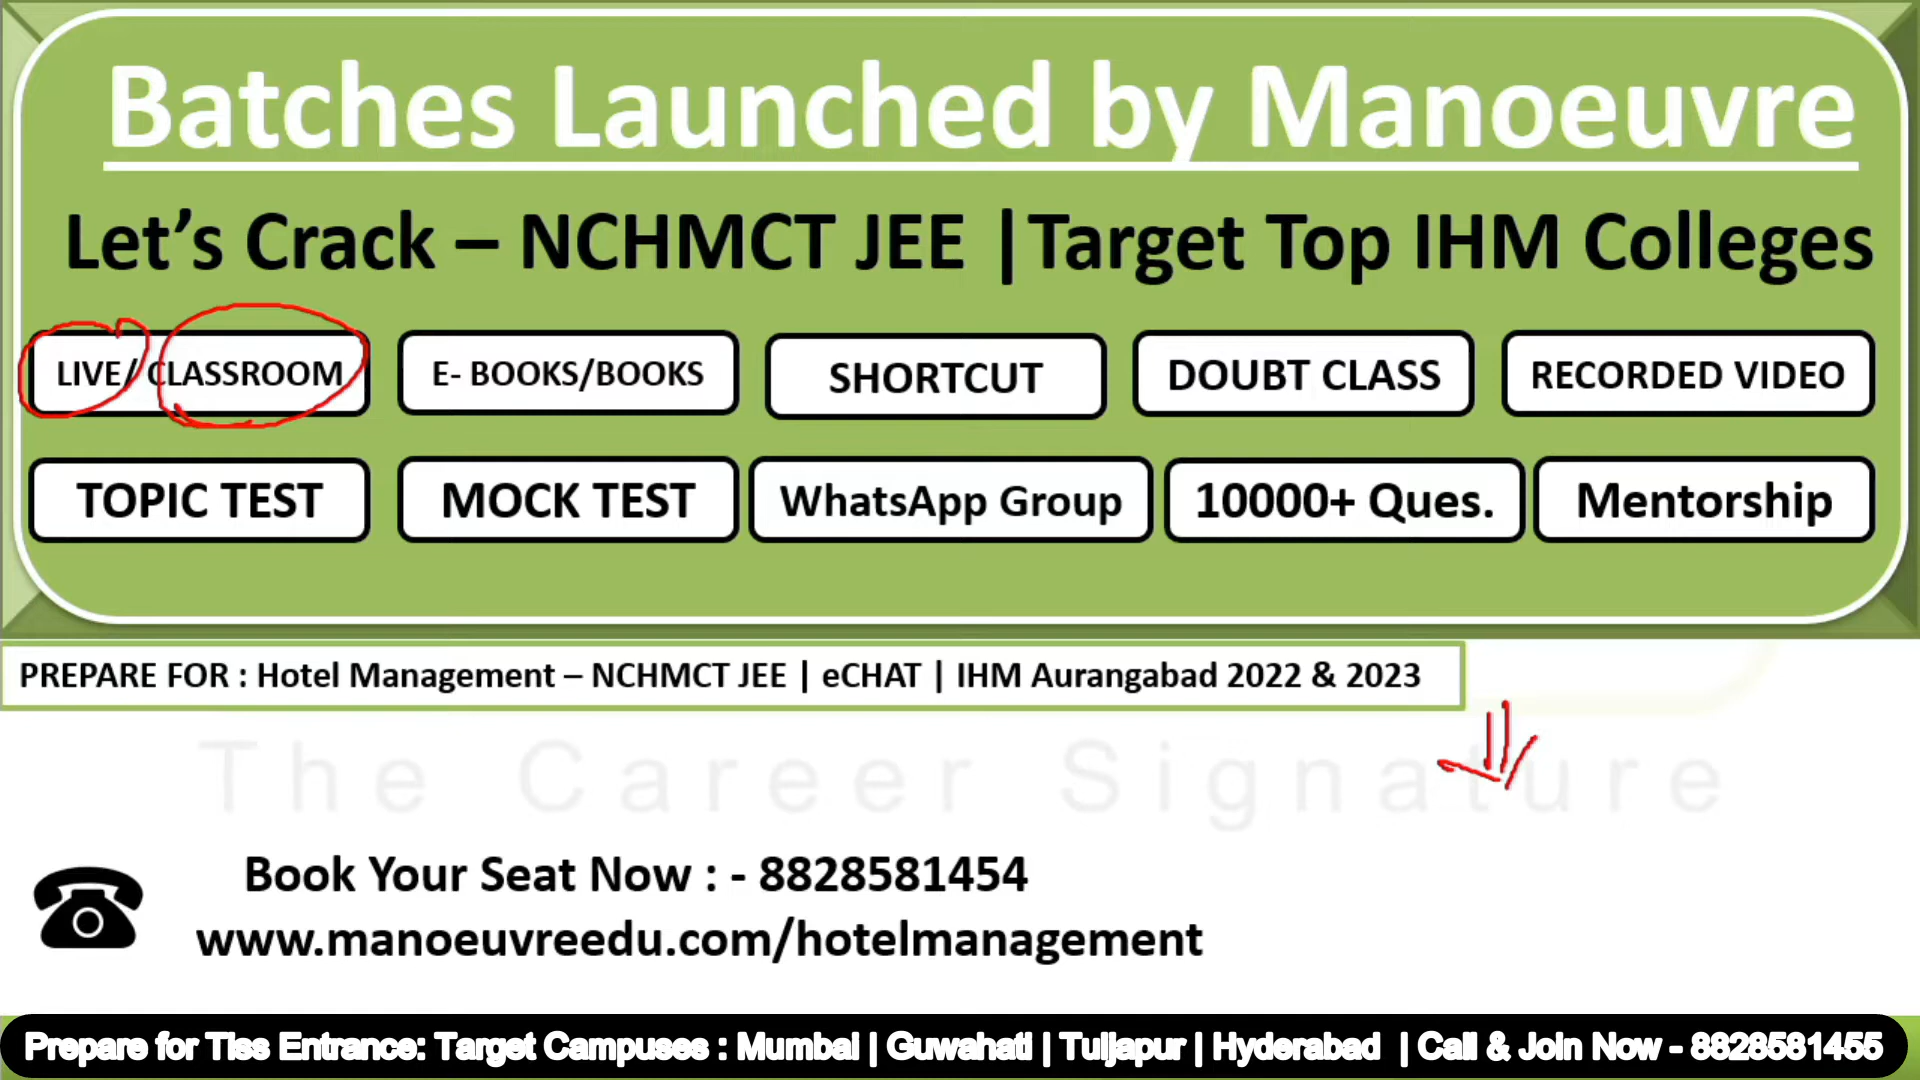 Batches Launched by Manoeuvre
Let's Crack – NCHMCT JEE | Target Top IHM Colleges
LIVE/ CLASSROOM
E- BOOKS/BOOKS
SHORTCUT
DOUBT CLASS
RECORDED VIDEO
TOPIC TEST
MOCK TEST
WhatsApp Group
10000+ Ques.
Mentorship
PREPARE FOR : Hotel Management – NCHMCT JEE | eCHAT | IHM Aurangabad 2022 & 2023
The Career Signature
Book Your Seat Now : - 8828581454
www.manoeuvreedu.com/hotelmanagement
Prepare for Tiss Entrance: Target Campuses : Mumbai | Guwahati | Tuljapur | Hyderabad | Call & Join Now - 8828581455